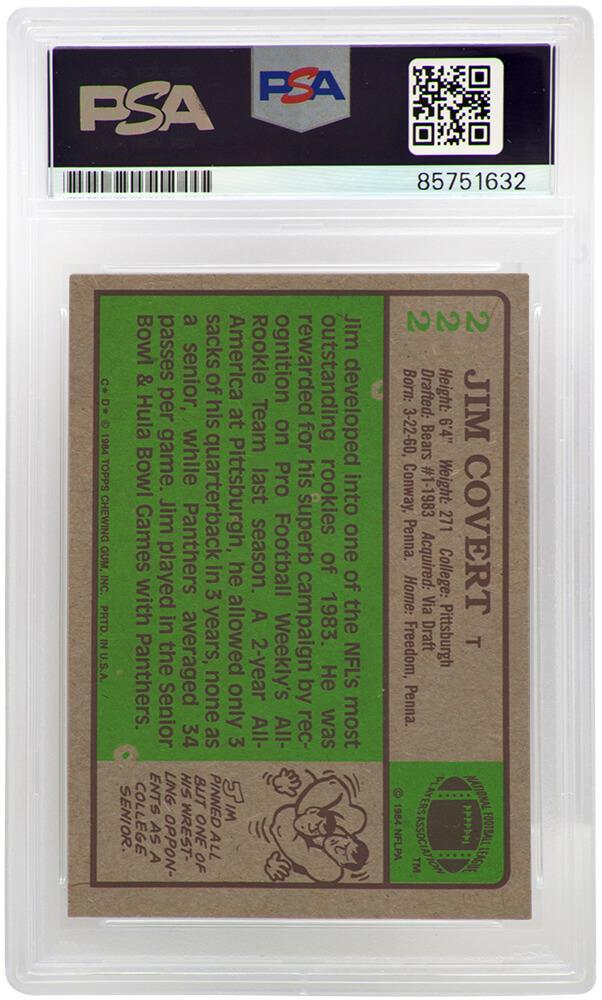 PSA
PSA
85751632
222
JIM COVERT T
Height: 6'4" Weight: 271 College: Pittsburgh
Drafted: Bears #1-1983 Acquired: Via Draft
Born: 3-22-60, Conway, Penna. Home: Freedom, Penna.
NATIONAL FOOTBALL LEAGUE
PLAYERS ASSOCIATION
TM
© 1984 NFLPA
Jim developed into one of the NFL's most
outstanding rookies of 1983. He was
rewarded for his superb campaign by rec-
ognition on Pro Football Weekly's All-
Rookie Team last season. A 2-year All-
America at Pittsburgh, he allowed only 3
sacks of his quarterback in 3 years, none as
a senior, while Panthers averaged 34
passes per game. Jim played in the Senior
Bowl & Hula Bowl Games with Panthers.
JIM
PINNED ALL
BUT ONE OF
HIS WREST-
LING OPPON-
ENTS AS A
COLLEGE
SENIOR.
C* D* © 1984 TOPPS CHEWING GUM, INC. PRTD. IN U.S.A.